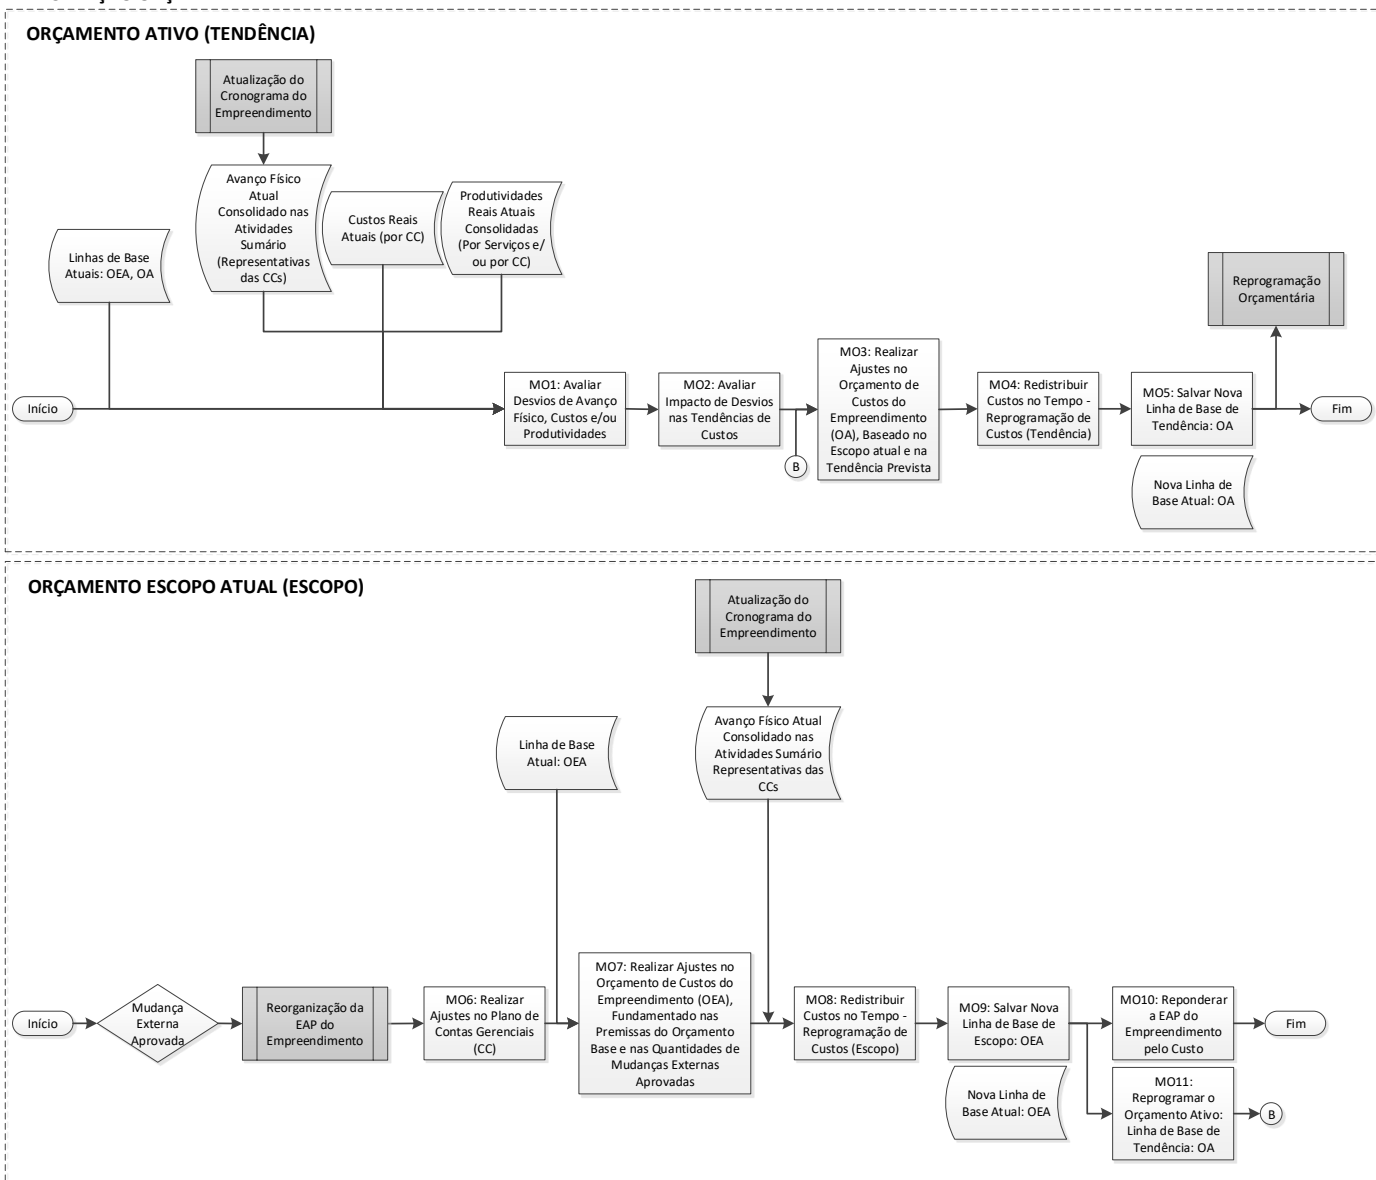 ORÇAMENTO ATIVO (TENDÊNCIA)
Atualização do
Cronograma do
Empreendimento
Avanço Físico
Atual
Consolidado nas
Atividades
Sumário
(Representativas
das CCs)
Custos Reais
Atuais (por CC)
Produtividades
Reais Atuais
Consolidadas
(Por Serviços e/
ou por CC)
Linhas de Base
Atuais: OEA, OA
Reprogramação
Orçamentária
Início
MO1: Avaliar
Desvios de Avanço
Físico, Custos e/ou
Produtividades
MO2: Avaliar
Impacto de Desvios
nas Tendências de
Custos
B
MO3: Realizar
Ajustes no
Orçamento de
Custos do
Empreendimento
(OA), Baseado no
Escopo atual e na
Tendência Prevista
MO4: Redistribuir
Custos no Tempo -
Reprogramação de
Custos (Tendência)
MO5: Salvar Nova
Linha de Base de
Tendência: OA
Fim
Nova Linha de
Base Atual: OA
ORÇAMENTO ESCOPO ATUAL (ESCOPO)
Atualização do
Cronograma do
Empreendimento
Linha de Base
Atual: OEA
Avanço Físico Atual
Consolidado nas
Atividades Sumário
Representativas das
CCs
Início
Mudança
Externa
Aprovada
Reorganização da
EAP do
Empreendimento
MO6: Realizar
Ajustes no Plano de
Contas Gerenciais
(CC)
MO7: Realizar Ajustes no
Orçamento de Custos do
Empreendimento (OEA),
Fundamentado nas
Premissas do Orçamento
Base e nas Quantidades de
Mudanças Externas
Aprovadas
MO8: Redistribuir
Custos no Tempo -
Reprogramação de
Custos (Escopo)
MO9: Salvar Nova
Linha de Base de
Escopo: OEA
Nova Linha de
Base Atual: OEA
MO10: Reponderar
a EAP do
Empreendimento
pelo Custo
Fim
MO11:
Reprogramar o
Orçamento Ativo:
Linha de Base de
Tendência: OA
B